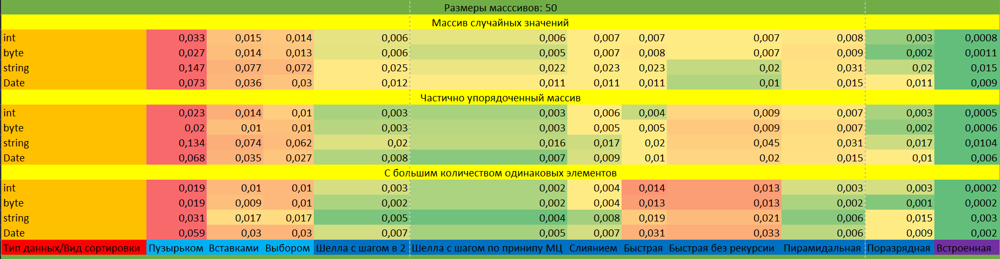 Размеры масссивов: 50
Массив случайных значений
int 0,033 0,015 0,014 0,006 0,006 0,007 0,007 0,007 0,008 0,003 0,0008
byte 0,027 0,014 0,013 0,006 0,005 0,007 0,008 0,007 0,009 0,002 0,0011
string 0,147 0,077 0,072 0,025 0,022 0,023 0,023 0,02 0,031 0,02 0,015
Date 0,073 0,036 0,03 0,012 0,011 0,011 0,011 0,01 0,015 0,011 0,009
Частично упорядоченный массив
int 0,023 0,014 0,01 0,003 0,003 0,006 0,004 0,009 0,007 0,003 0,0005
byte 0,02 0,01 0,01 0,003 0,003 0,005 0,005 0,009 0,007 0,002 0,0006
string 0,134 0,074 0,062 0,02 0,016 0,017 0,02 0,045 0,031 0,017 0,0104
Date 0,068 0,035 0,027 0,008 0,007 0,009 0,01 0,02 0,015 0,01 0,006
С большим количеством одинаковых элементов
int 0,019 0,01 0,01 0,003 0,002 0,004 0,014 0,013 0,003 0,003 0,0002
byte 0,019 0,009 0,01 0,002 0,002 0,004 0,013 0,013 0,002 0,001 0,0002
string 0,031 0,017 0,017 0,005 0,004 0,008 0,019 0,021 0,006 0,015 0,003
Date 0,059 0,03 0,03 0,007 0,005 0,007 0,031 0,033 0,006 0,009 0,002
Тип данных/Вид сортировки Пузырьком Вставками Выбором Шелла с шагом в 2 Шелла с шагом по принипу МЦ Слиянием Быстрая Быстрая без рекурсии Пирамидальная Поразрядная Встроенная